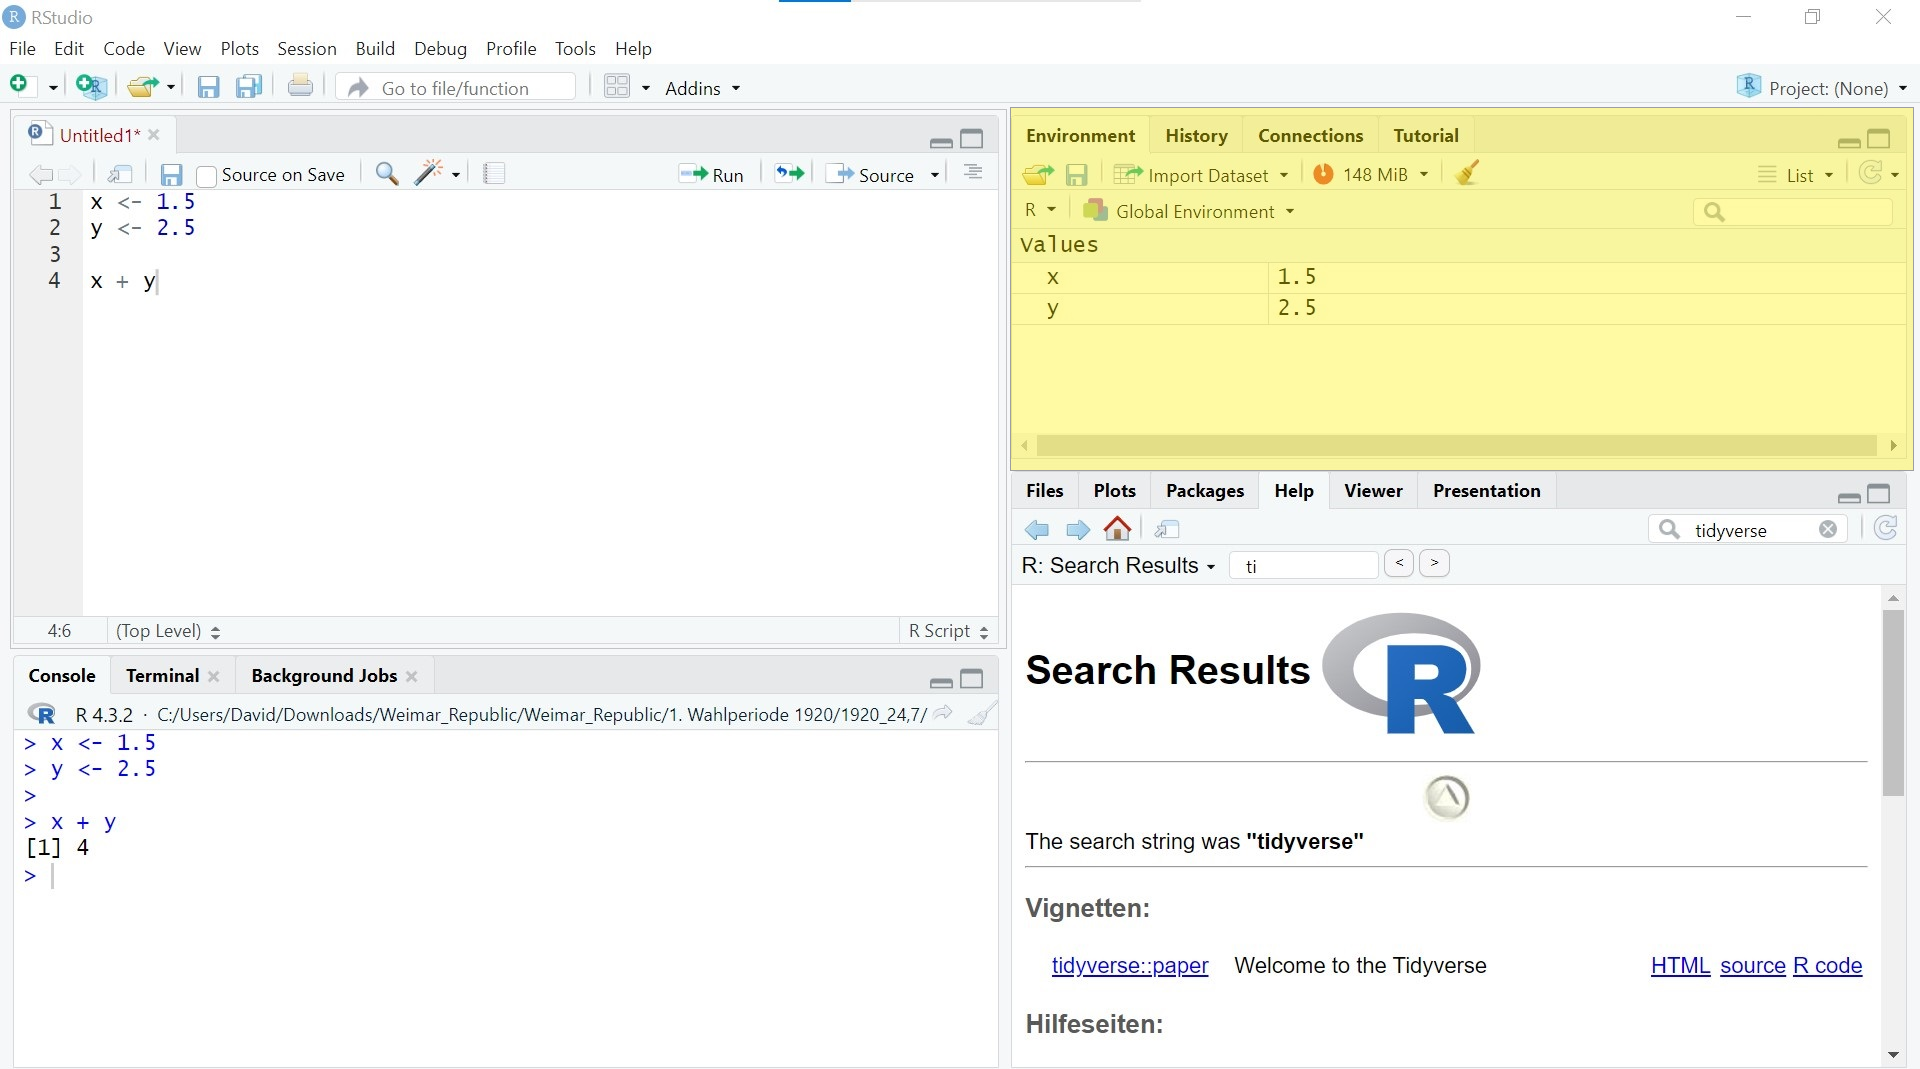 R RStudio
File Edit Code View Plots Session Build Debug Profile Tools Help
Go to file/function Addins Project: (None)
Untitled1*
Source on Save Run Source
1 x <- 1.5
2 y <- 2.5
3
4 x + y
4:6 (Top Level) R Script
Console Terminal Background Jobs
R R 4.3.2 · C:/Users/David/Downloads/Weimar_Republic/Weimar_Republic/1. Wahlperiode 1920/1920_24,7/
> x <- 1.5
> y <- 2.5
>
> x + y
[1] 4
>
Environment History Connections Tutorial
Import Dataset 148 MiB List
R Global Environment
Values
x 1.5
y 2.5
Files Plots Packages Help Viewer Presentation
tidyverse
R: Search Results ti < >
Search Results R
The search string was "tidyverse"
Vignetten:
tidyverse::paper Welcome to the Tidyverse HTML source R code
Hilfeseiten: